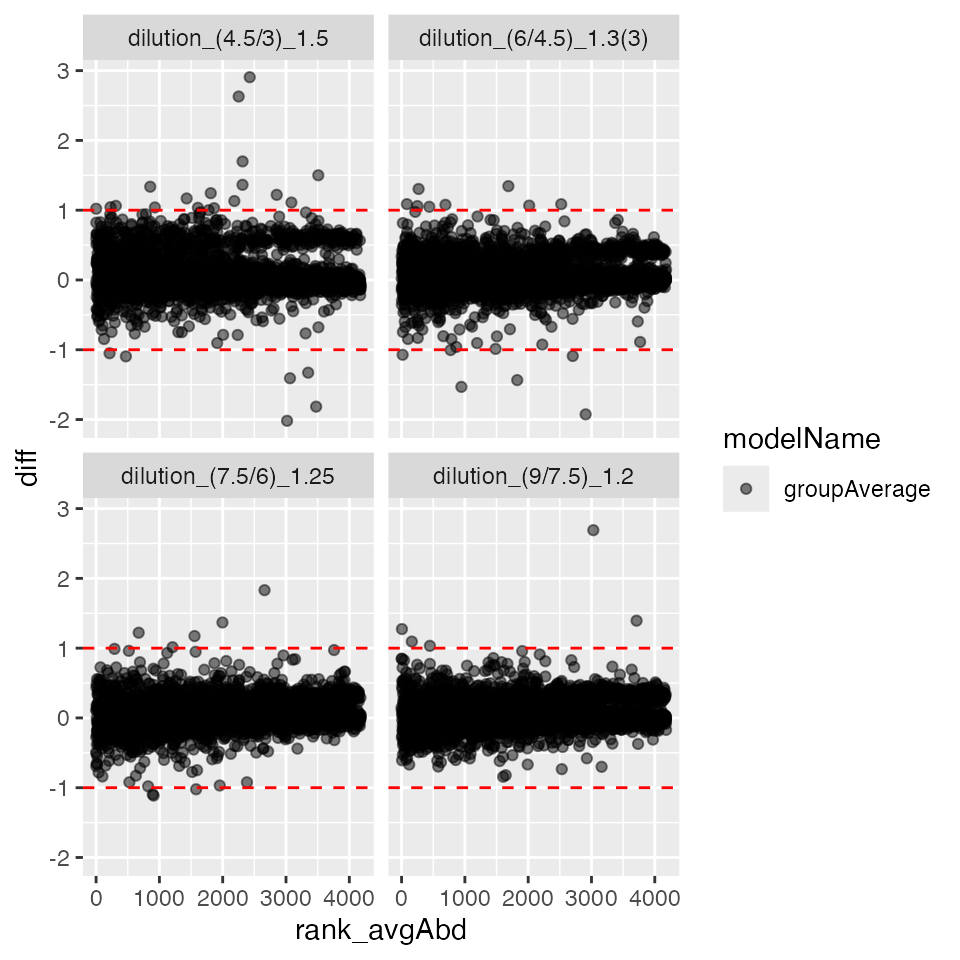 dilution_(4.5/3)_1.5
dilution_(6/4.5)_1.3(3)
3
2
1
0
-1
-2
dilution_(7.5/6)_1.25
dilution_(9/7.5)_1.2
3
2
1
0
-1
-2
0 1000 2000 3000 4000
0 1000 2000 3000 4000
rank_avgAbd
diff
modelName
groupAverage